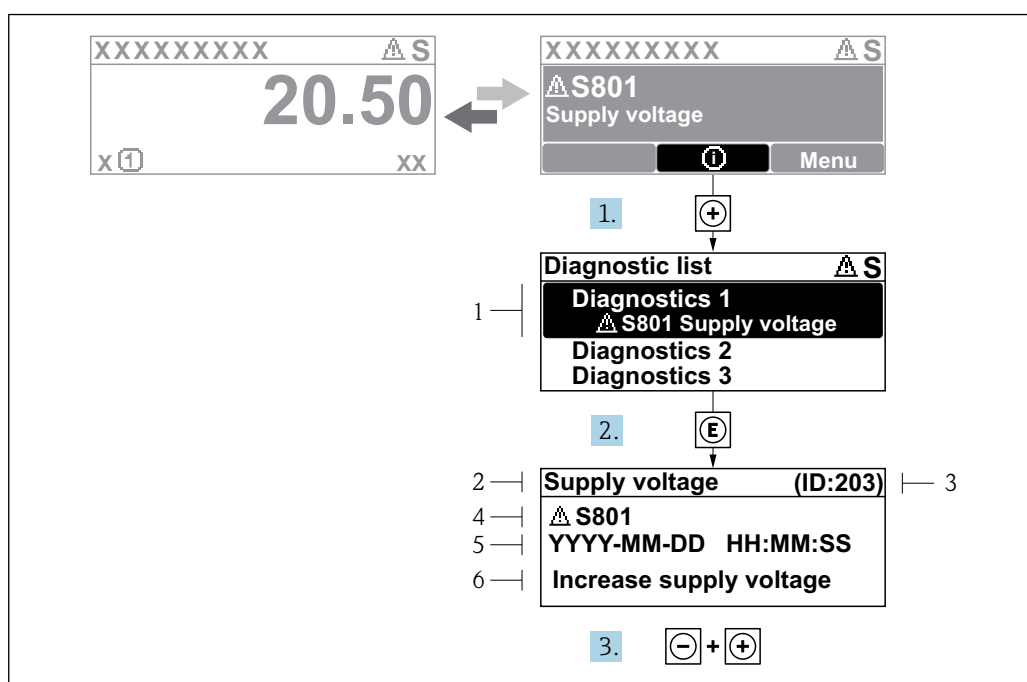 XXXXXXXXX ⚠ S
20.50
x ① xx
XXXXXXXXX ⚠ S
⚠ S801
Supply voltage
ⓘ Menu
1. +
Diagnostic list ⚠ S
1
Diagnostics 1
⚠ S801 Supply voltage
Diagnostics 2
Diagnostics 3
2. E
2 Supply voltage (ID:203) 3
4 ⚠ S801
5 YYYY-MM-DD HH:MM:SS
6 Increase supply voltage
3. - + +